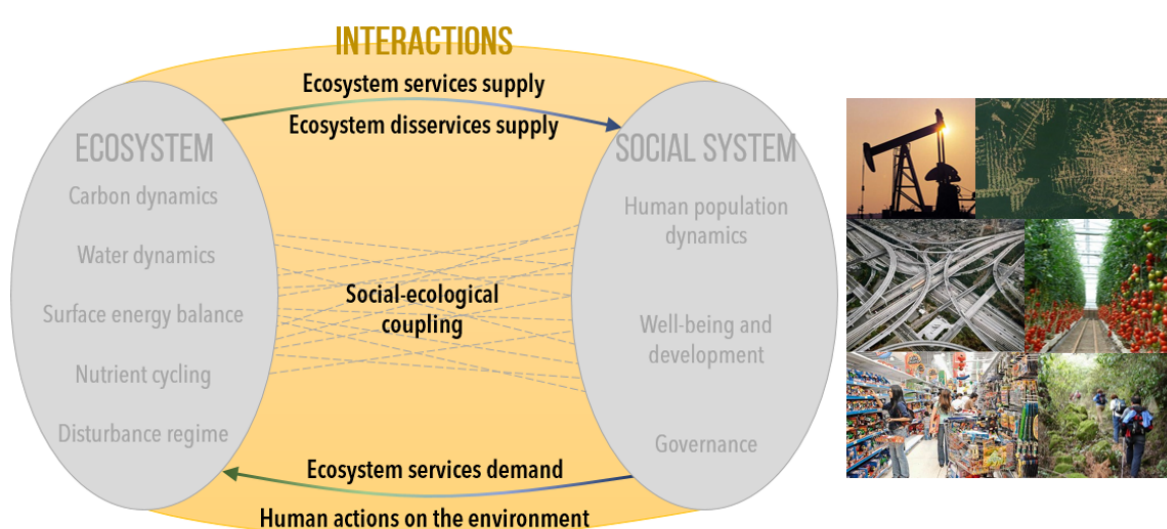 INTERACTIONS
Ecosystem services supply
Ecosystem disservices supply
ECOSYSTEM
Carbon dynamics
Water dynamics
Surface energy balance
Nutrient cycling
Disturbance regime
Social-ecological
coupling
SOCIAL SYSTEM
Human population
dynamics
Well-being and
development
Governance
Ecosystem services demand
Human actions on the environment